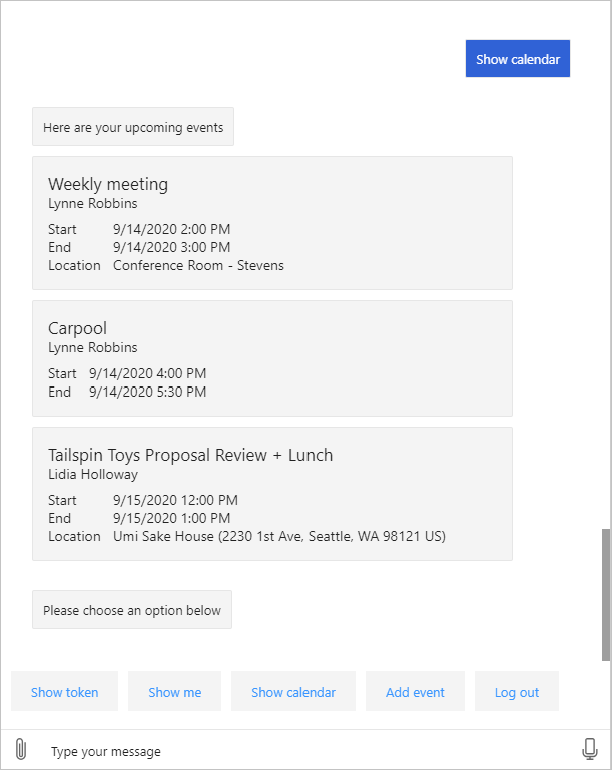 Show calendar
Here are your upcoming events
Weekly meeting
Lynne Robbins
Start 9/14/2020 2:00 PM
End 9/14/2020 3:00 PM
Location Conference Room - Stevens
Carpool
Lynne Robbins
Start 9/14/2020 4:00 PM
End 9/14/2020 5:30 PM
Tailspin Toys Proposal Review + Lunch
Lidia Holloway
Start 9/15/2020 12:00 PM
End 9/15/2020 1:00 PM
Location Umi Sake House (2230 1st Ave, Seattle, WA 98121 US)
Please choose an option below
Show token Show me Show calendar Add event Log out
Type your message